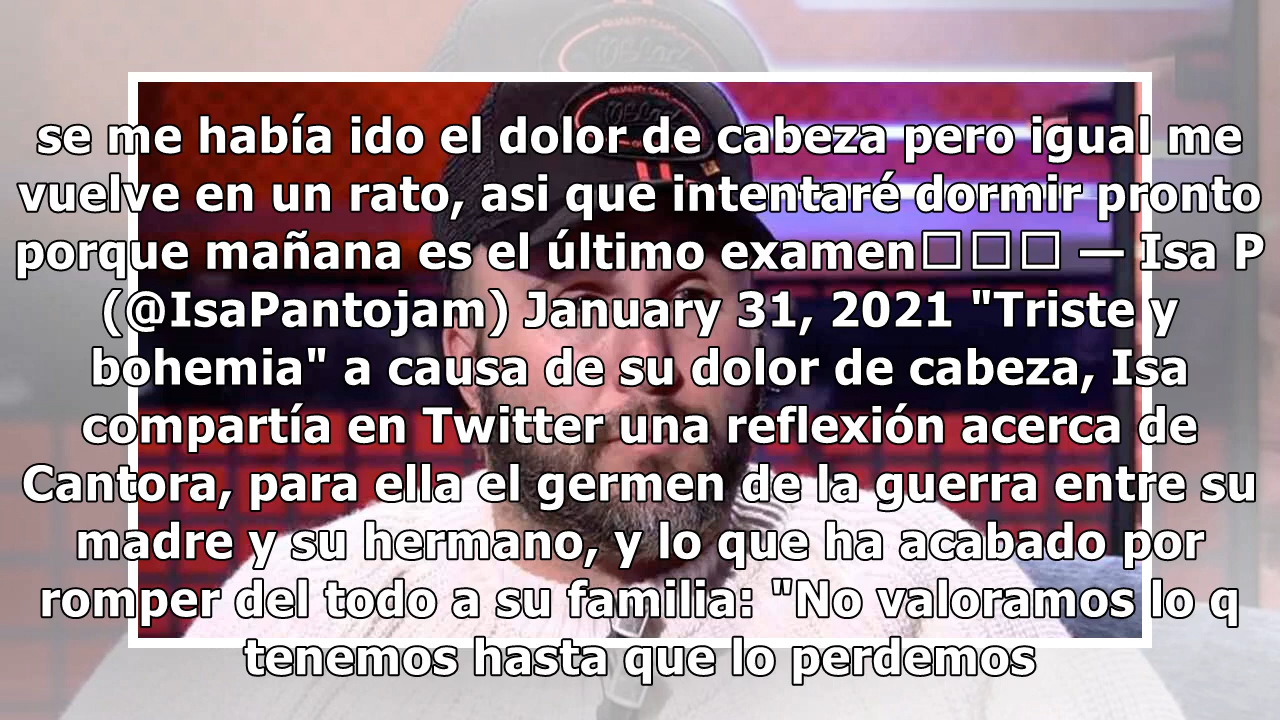 QUALITY CAPS
se me había ido el dolor de cabeza pero igual me
vuelve en un rato, asi que intentaré dormir pronto
porque mañana es el último examen□□□ — Isa P
(@IsaPantojam) January 31, 2021 "Triste y
bohemia" a causa de su dolor de cabeza, Isa
compartía en Twitter una reflexión acerca de
Cantora, para ella el germen de la guerra entre su
madre y su hermano, y lo que ha acabado por
romper del todo a su familia: "No valoramos lo q
tenemos hasta que lo perdemos